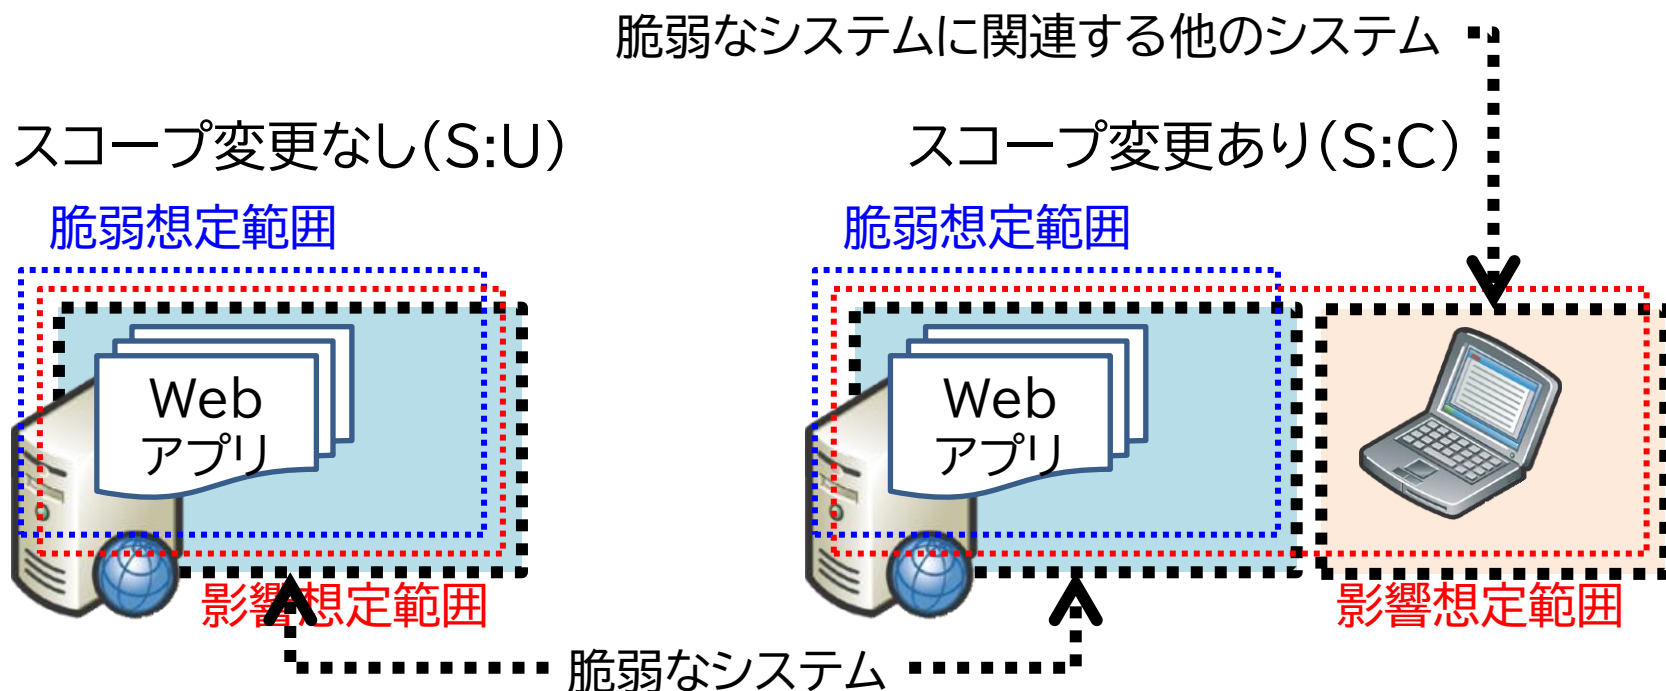 脆弱なシステムに関連する他のシステム
スコープ変更なし(S:U)
スコープ変更あり(S:C)
脆弱想定範囲
脆弱想定範囲
Web
アプリ
Web
アプリ
影響想定範囲
影響想定範囲
脆弱なシステム